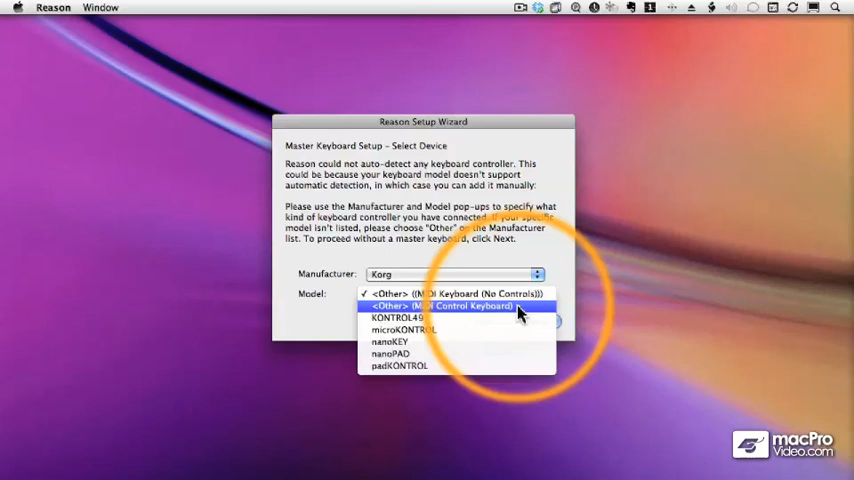 Reason Window
Reason Setup Wizard
Master Keyboard Setup - Select Device
Reason could not auto-detect any keyboard controller. This
could be because your keyboard model doesn't support
automatic detection, in which case you can add it manually:
Please use the Manufacturer and Model pop-ups to specify what
kind of keyboard controller you have connected. If your specific
model isn't listed, please choose "Other" on the Manufacturer
list. To proceed without a master keyboard, click Next.
Manufacturer: Korg
Model: ✓ <Other> ((MIDI Keyboard (No Controls)))
<Other> (MIDI Control Keyboard)
KONTROL49
microKONTROL
nanoKEY
nanoPAD
padKONTROL
macPro
Video.com